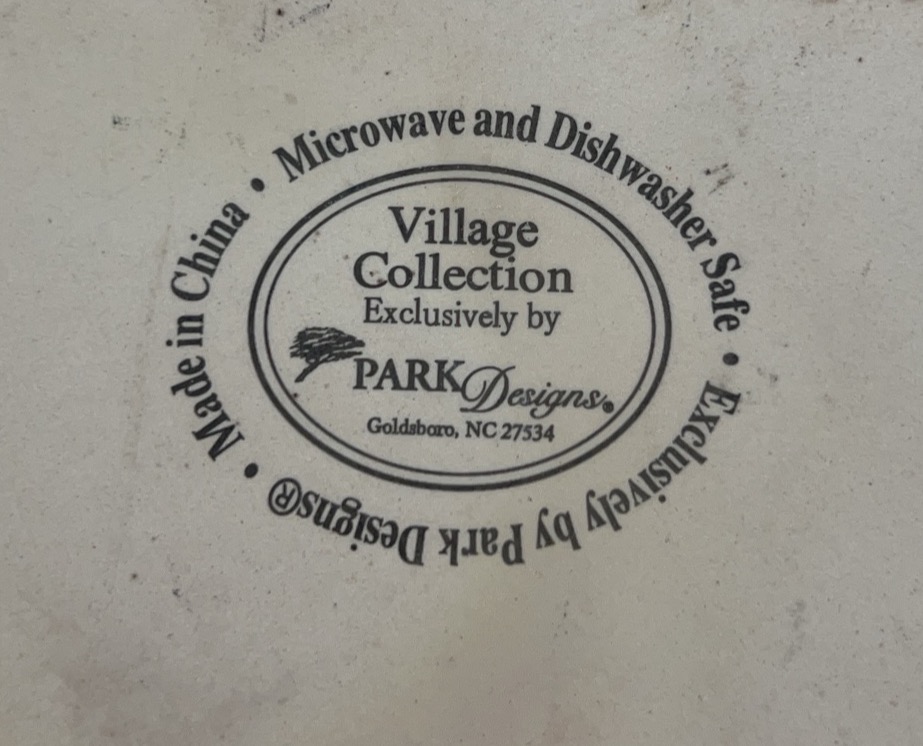 Microwave and Dishwasher Safe • Exclusively by Park Designs® • Made in China •
Village
Collection
Exclusively by
PARK Designs®
Goldsboro, NC 27534